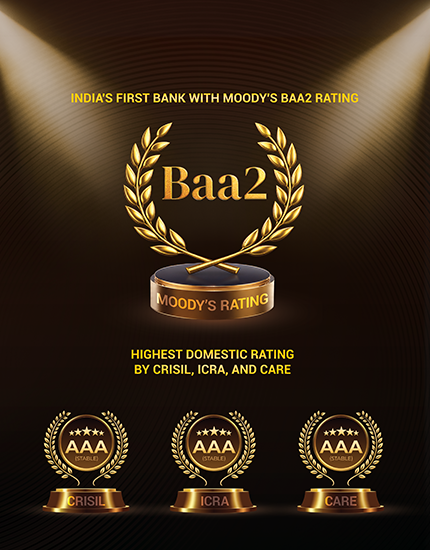 INDIA'S FIRST BANK WITH MOODY'S BAA2 RATING
Baa2
MOODY'S RATING
HIGHEST DOMESTIC RATING
BY CRISIL, ICRA, AND CARE
AAA
(STABLE)
CRISIL
AAA
(STABLE)
ICRA
AAA
(STABLE)
CARE